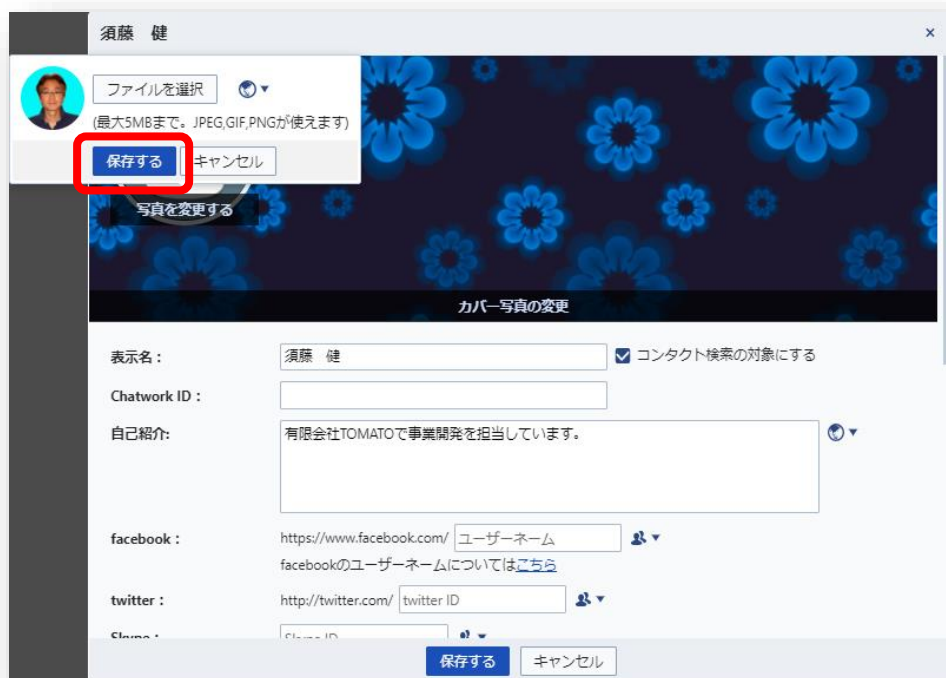 須藤　健
×
ファイルを選択
(最大5MBまで。JPEG,GIF,PNGが使えます)
保存する キャンセル
写真を変更する
カバー写真の変更
表示名： 須藤　健 コンタクト検索の対象にする
Chatwork ID：
自己紹介: 有限会社TOMATOで事業開発を担当しています。
facebook： https://www.facebook.com/ ユーザーネーム
facebookのユーザーネームについてはこちら
twitter： http://twitter.com/ twitter ID
Skype： Skype ID
保存する キャンセル